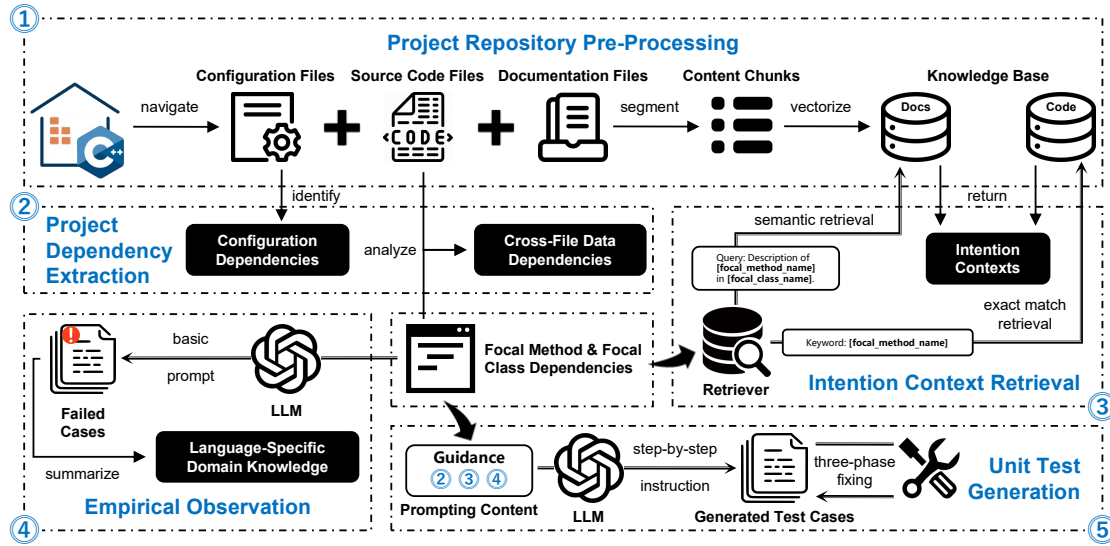 ①
Project Repository Pre-Processing
Configuration Files
Source Code Files
Documentation Files
Content Chunks
Knowledge Base
navigate
C++
<CODE>
segment
vectorize
Docs
Code
②
Project
Dependency
Extraction
identify
Configuration
Dependencies
analyze
Cross-File Data
Dependencies
semantic retrieval
return
Query: Description of
[focal_method_name]
in [focal_class_name].
Intention
Contexts
exact match
retrieval
Keyword: [focal_method_name]
Retriever
Intention Context Retrieval
③
Focal Method & Focal
Class Dependencies
basic
prompt
LLM
Failed
Cases
summarize
Language-Specific
Domain Knowledge
Empirical Observation
④
Guidance
② ③ ④
Prompting Content
LLM
step-by-step
instruction
Generated Test Cases
three-phase
fixing
Unit Test
Generation
⑤